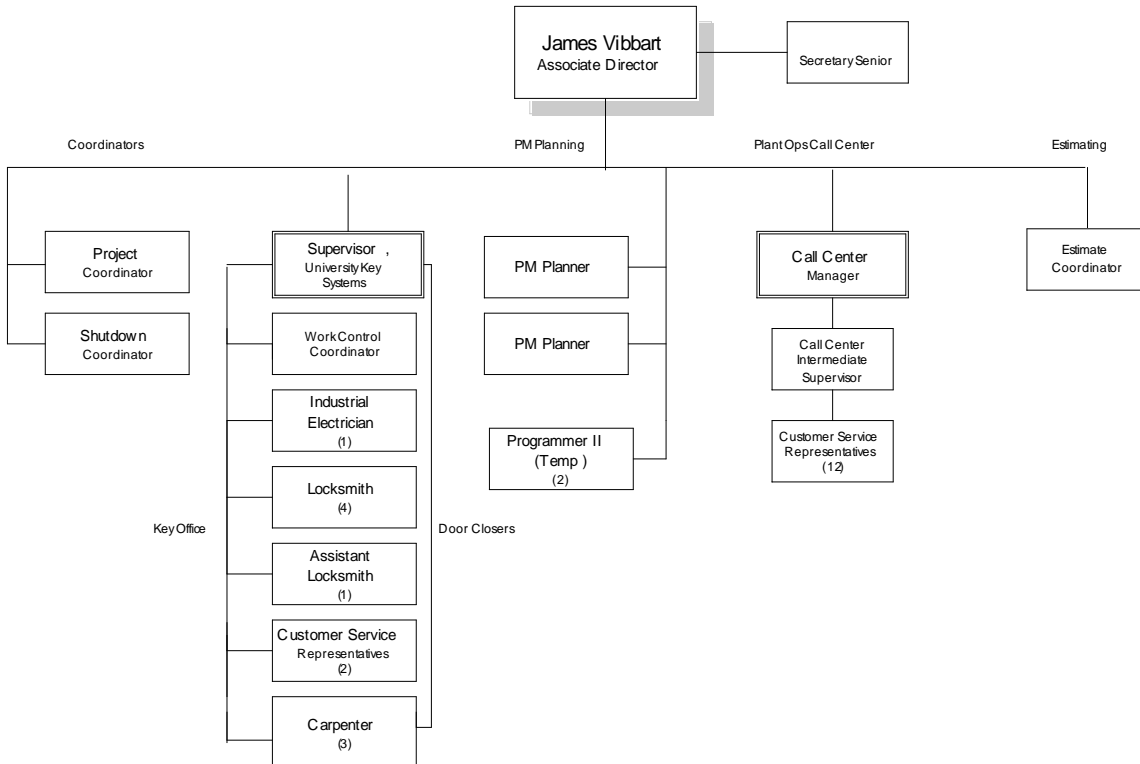 James Vibbart
Associate Director
Secretary Senior
Coordinators
PM Planning
Plant Ops Call Center
Estimating
Project
Coordinator
Shutdown
Coordinator
Supervisor ,
University Key
Systems
Work Control
Coordinator
Industrial
Electrician
(1)
Locksmith
(4)
Assistant
Locksmith
(1)
Customer Service
Representatives
(2)
Carpenter
(3)
Key Office
Door Closers
PM Planner
PM Planner
Programmer II
(Temp )
(2)
Call Center
Manager
Call Center
Intermediate
Supervisor
Customer Service
Representatives
(12)
Estimate
Coordinator